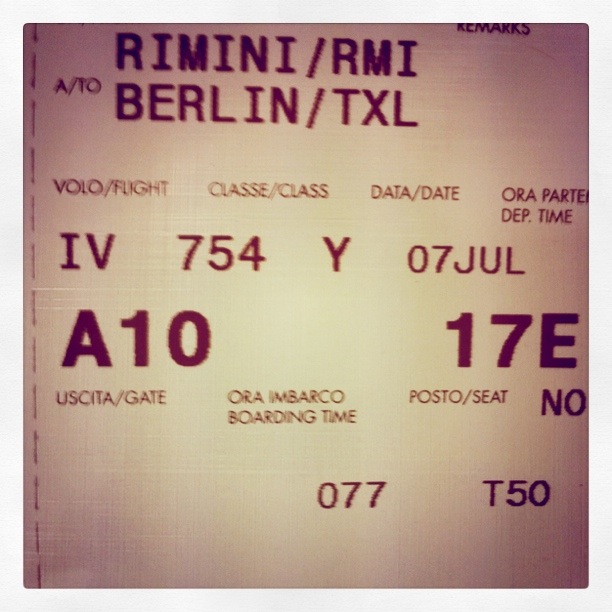 REMARKS
RIMINI/RMI
A/TO BERLIN/TXL
VOLO/FLIGHT CLASSE/CLASS DATA/DATE ORA PARTE
DEP. TIME
IV 754 Y 07JUL
A10 17E
USCITA/GATE ORA IMBARCO POSTO/SEAT NO
BOARDING TIME
077 T50